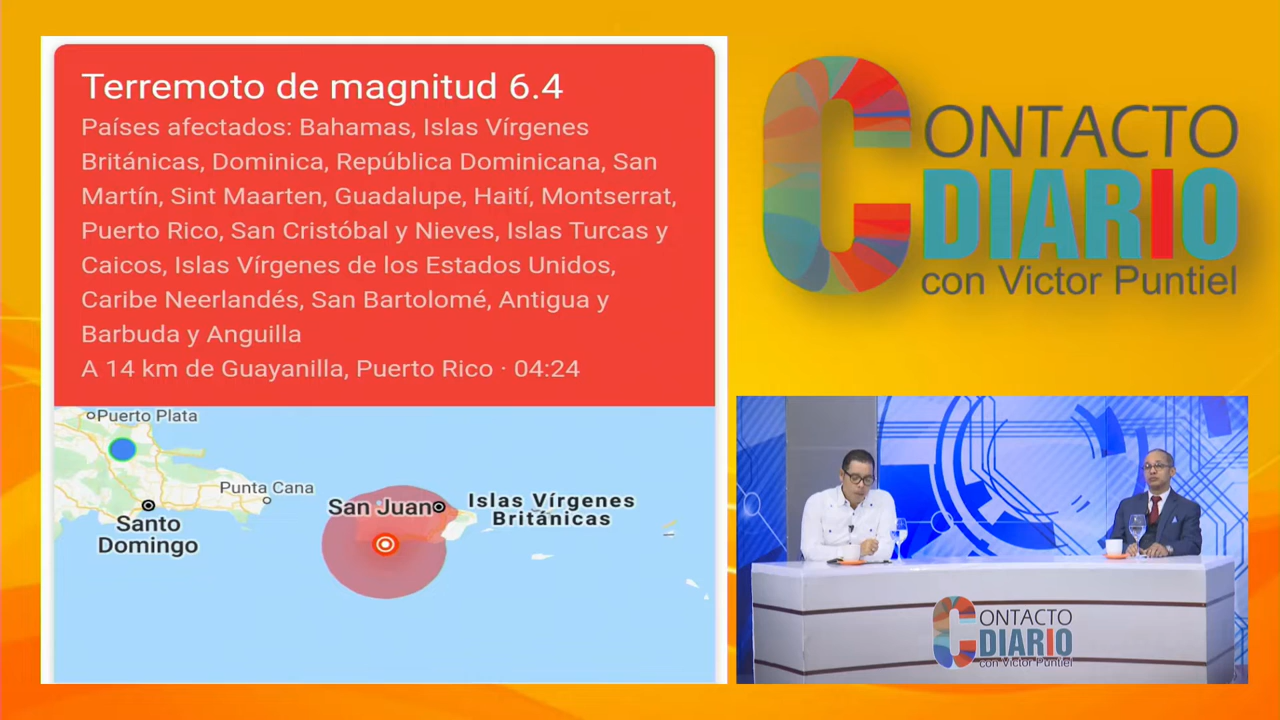 Terremoto de magnitud 6.4
Países afectados: Bahamas, Islas Vírgenes
Británicas, Dominica, República Dominicana, San
Martín, Sint Maarten, Guadalupe, Haití, Montserrat,
Puerto Rico, San Cristóbal y Nieves, Islas Turcas y
Caicos, Islas Vírgenes de los Estados Unidos,
Caribe Neerlandés, San Bartolomé, Antigua y
Barbuda y Anguilla
A 14 km de Guayanilla, Puerto Rico · 04:24
Puerto Plata
Punta Cana
Santo
Domingo
San Juan
Islas Vírgenes
Británicas
CONTACTO
DIARIO
con Victor Puntiel
CONTACTO
DIARIO
con Victor Puntiel